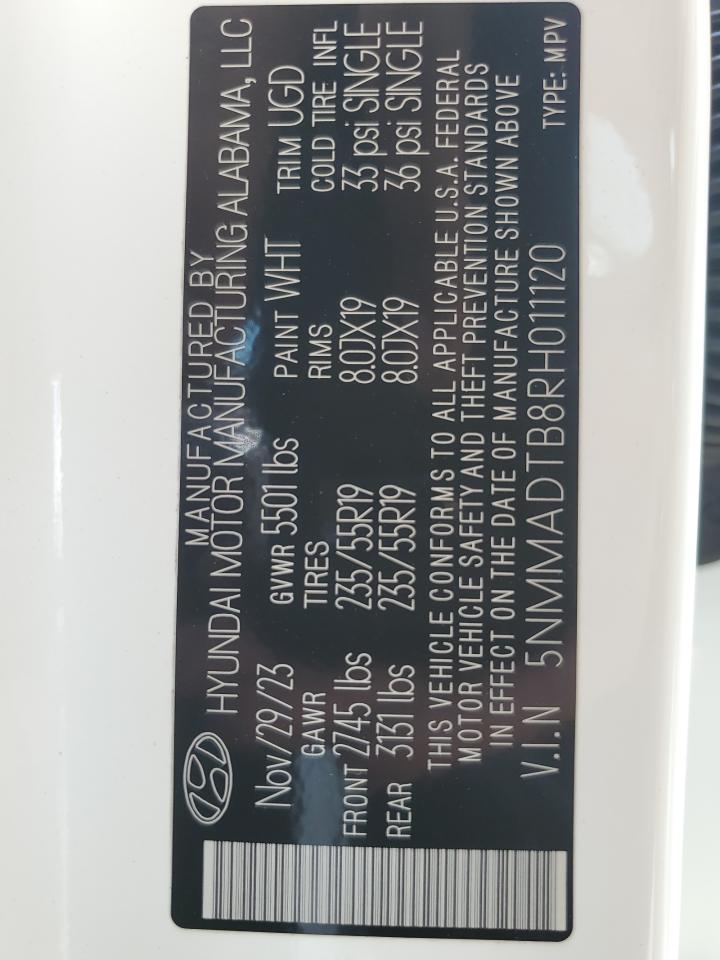 MANUFACTURED BY
HYUNDAI MOTOR MANUFACTURING ALABAMA, LLC
Nov/29/23 GVWR 5501 lbs PAINT WHT TRIM UGD
GAWR TIRES RIMS COLD TIRE INFL
FRONT 2745 lbs 235/55R19 8.0JX19 33 psi SINGLE
REAR 3131 lbs 235/55R19 8.0JX19 36 psi SINGLE
THIS VEHICLE CONFORMS TO ALL APPLICABLE U.S.A. FEDERAL
MOTOR VEHICLE SAFETY AND THEFT PREVENTION STANDARDS
IN EFFECT ON THE DATE OF MANUFACTURE SHOWN ABOVE
V.I.N 5NMMADTB8RH011120 TYPE: MPV